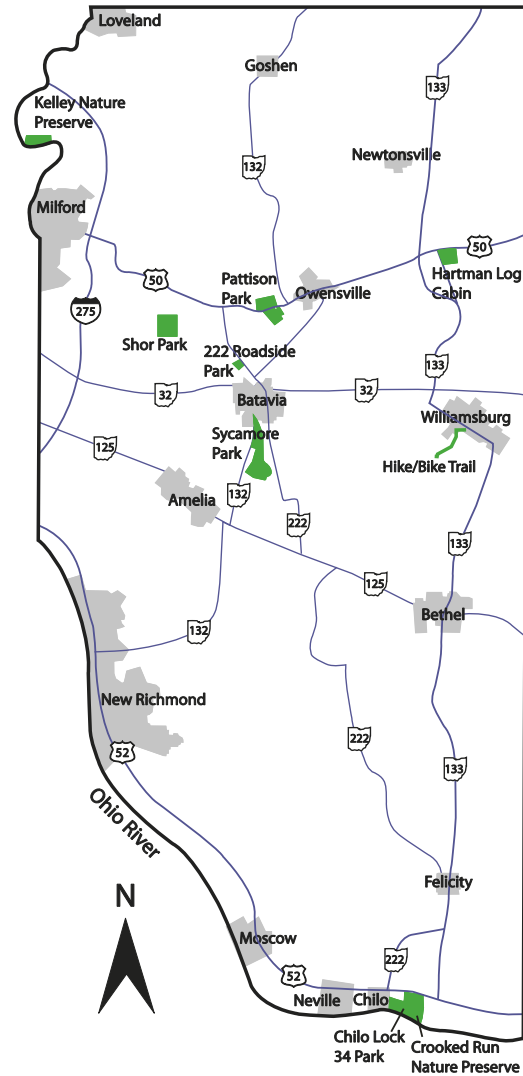 Loveland
Goshen
133
Kelley Nature
Preserve
Newtonsville
132
Milford
50
50
Pattison
Park
Owensville
Hartman Log
Cabin
275
Shor Park
222 Roadside
Park
133
32
32
Batavia
Williamsburg
125
Sycamore
Park
Hike/Bike Trail
Amelia
132
222
133
125
Bethel
132
New Richmond
52
222
133
Ohio River
Felicity
N
Moscow
222
52
Neville
Chilo
Chilo Lock
34 Park
Crooked Run
Nature Preserve